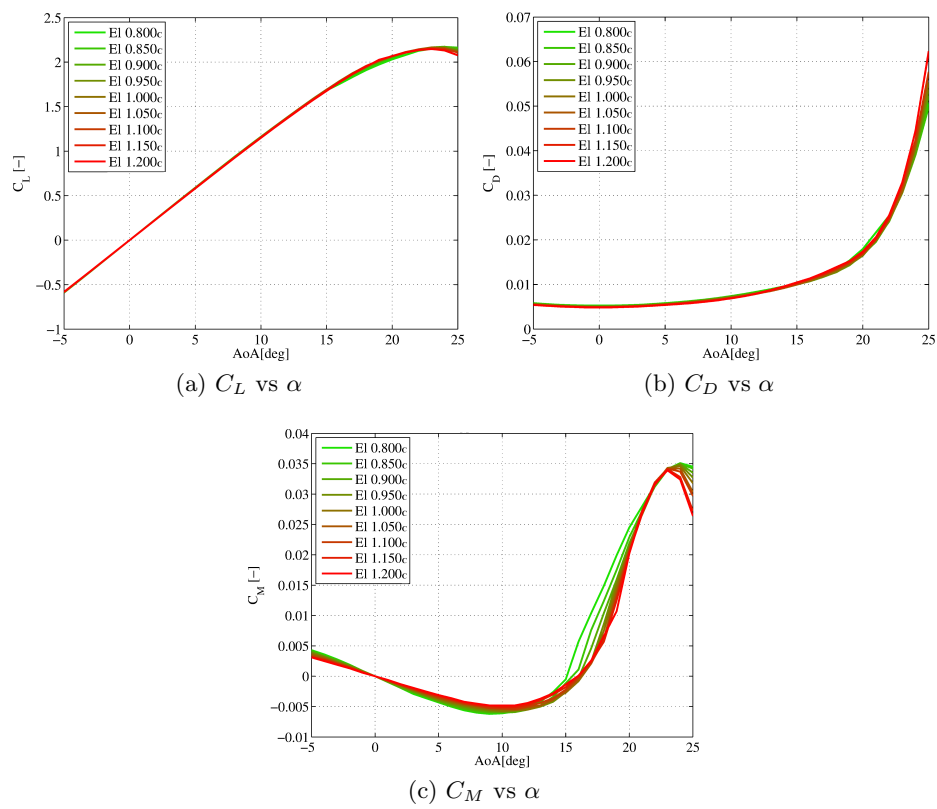 2.5
2
1.5
1
0.5
0
−0.5
−1
−5
0
5
10
15
20
25
C_L [−]
AoA[deg]
El 0.800c
El 0.850c
El 0.900c
El 0.950c
El 1.000c
El 1.050c
El 1.100c
El 1.150c
El 1.200c
(a) C_L vs α
0.07
0.06
0.05
0.04
0.03
0.02
0.01
0
−5
0
5
10
15
20
25
C_D [−]
AoA[deg]
El 0.800c
El 0.850c
El 0.900c
El 0.950c
El 1.000c
El 1.050c
El 1.100c
El 1.150c
El 1.200c
(b) C_D vs α
0.04
0.035
0.03
0.025
0.02
0.015
0.01
0.005
0
−0.005
−0.01
−5
0
5
10
15
20
25
C_M [−]
AoA[deg]
El 0.800c
El 0.850c
El 0.900c
El 0.950c
El 1.000c
El 1.050c
El 1.100c
El 1.150c
El 1.200c
(c) C_M vs α